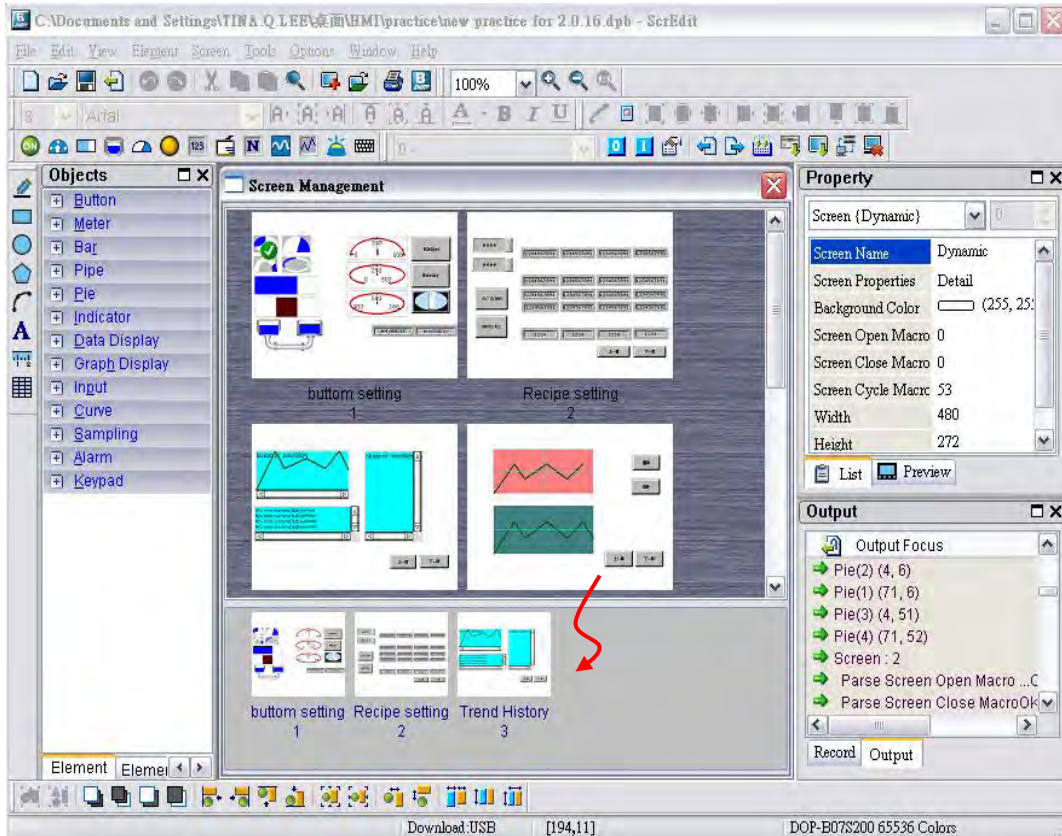 C:\Documents and Settings\TINA.Q.LEE\桌面\HMI\practice\new practice for 2.0.16.dpb - ScrEdit
File Edit View Element Screen Tools Options Window Help
100%
8 Arial
0 -
Objects
Button
Meter
Bar
Pipe
Pie
Indicator
Data Display
Graph Display
Input
Curve
Sampling
Alarm
Keypad
Element Elemei
Screen Management
buttom setting
1
Recipe setting
2
buttom setting
1
Recipe setting
2
Trend History
3
Property
Screen {Dynamic} 0
Screen Name Dynamic
Screen Properties Detail
Background Color (255, 25
Screen Open Macro 0
Screen Close Macro 0
Screen Cycle Macro 53
Width 480
Height 272
List Preview
Output
Output Focus
Pie(2) (4, 6)
Pie(1) (71, 6)
Pie(3) (4, 51)
Pie(4) (71, 52)
Screen : 2
Parse Screen Open Macro ...C
Parse Screen Close MacroOk
Record Output
Download:USB [194,11] DOP-B07S200 65536 Colors